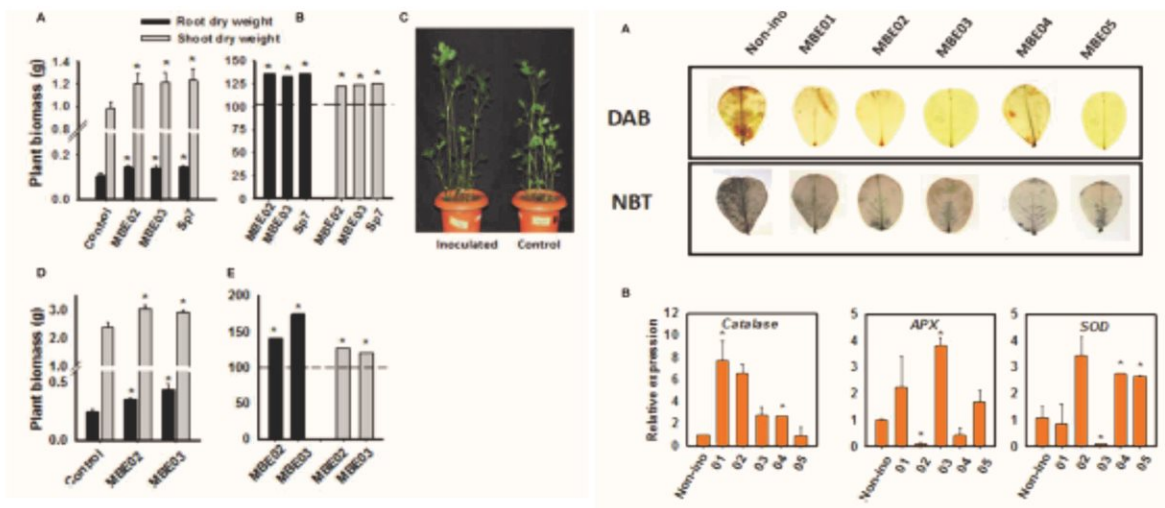 A
Root dry weight
Shoot dry weight
B
C
Plant biomass (g)
1.4
1.2
1.0
0.8
0.2
0.0
* * *
* * *
Control
MBE02
MBE03
Sp7
150
125
100
75
50
25
0
* * *
* * *
MBE02
MBE03
Sp7
MBE02
MBE03
Sp7
Inoculated Control
D
Plant biomass (g)
3.0
2.0
1.0
0.5
0.0
* *
* *
Control
MBE02
MBE03
E
200
150
100
50
0
* *
* *
MBE02
MBE03
MBE02
MBE03
A
Non-ino
MBE01
MBE02
MBE03
MBE04
MBE05
DAB
NBT
B
Relative expression
12
10
8
6
4
2
0
Catalase
* *
Non-ino
01
02
03
04
05
5
4
3
2
1
0
APX
* *
Non-ino
01
02
03
04
05
5
4
3
2
1
0
SOD
* * *
Non-ino
01
02
03
04
05